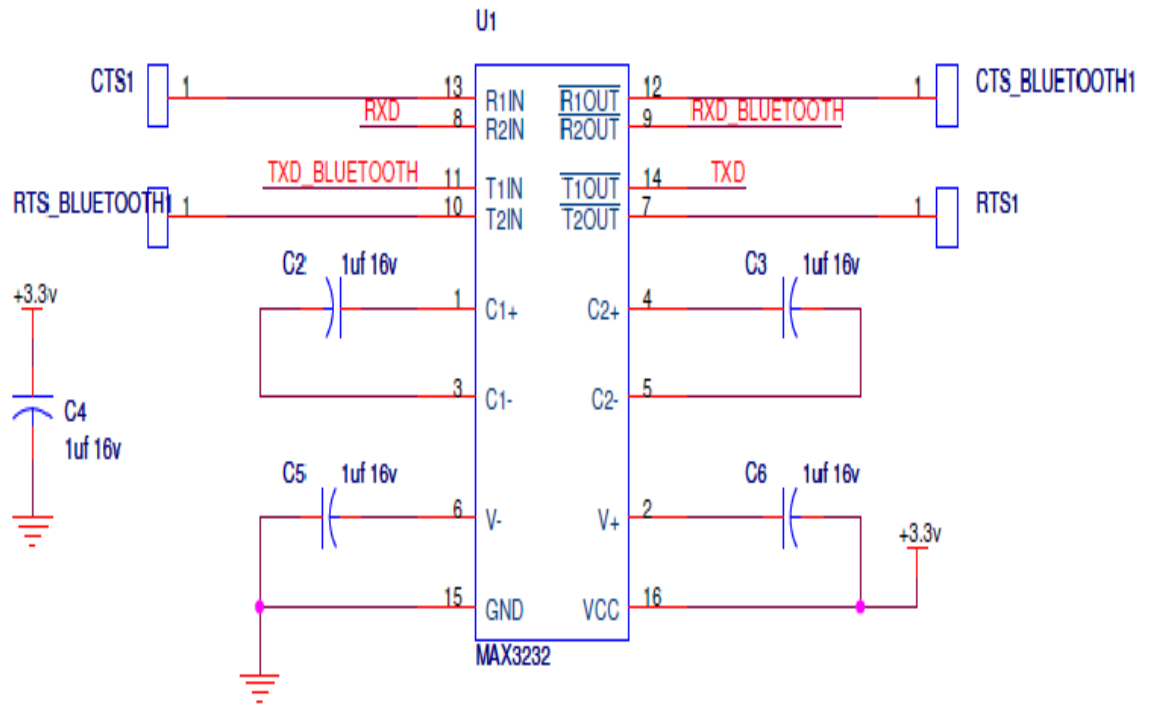 U1
CTS1 1 13 R1IN R1OUT 12 1 CTS_BLUETOOTH1
RXD 8 R2IN R2OUT 9 RXD_BLUETOOTH
TXD_BLUETOOTH 11 T1IN T1OUT 14 TXD
RTS_BLUETOOTH1 1 10 T2IN T2OUT 7 1 RTS1
C2 1uf 16v C3 1uf 16v
+3.3v 1 C1+ C2+ 4
3 C1- C2- 5
C4
1uf 16v
C5 1uf 16v C6 1uf 16v
6 V- V+ 2
+3.3v
15 GND VCC 16
MAX3232